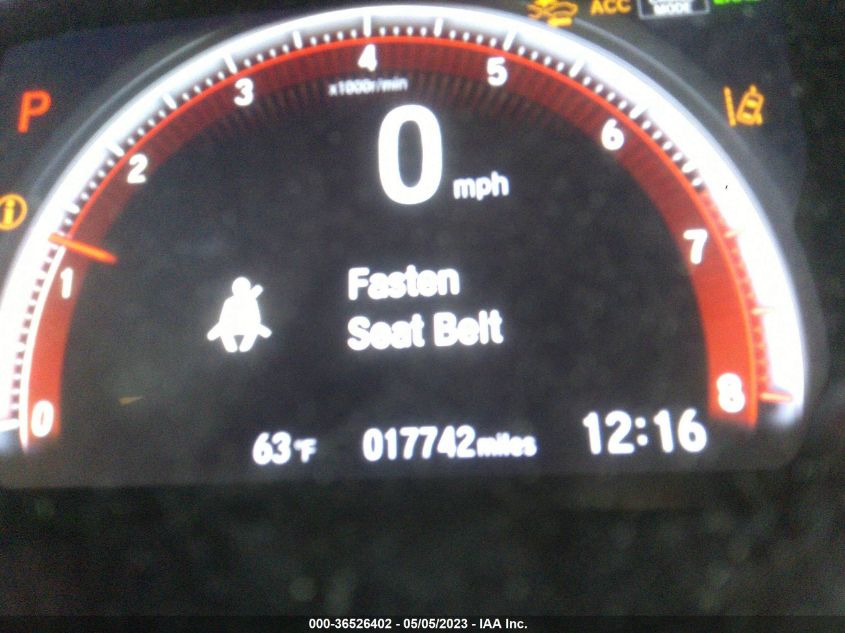 ACC
MODE
P
0 1 2 3 4 5 6 7 8
x1000r/min
0 mph
i
Fasten
Seat Belt
63°F 017742 miles 12:16
000-36526402 - 05/05/2023 - IAA Inc.